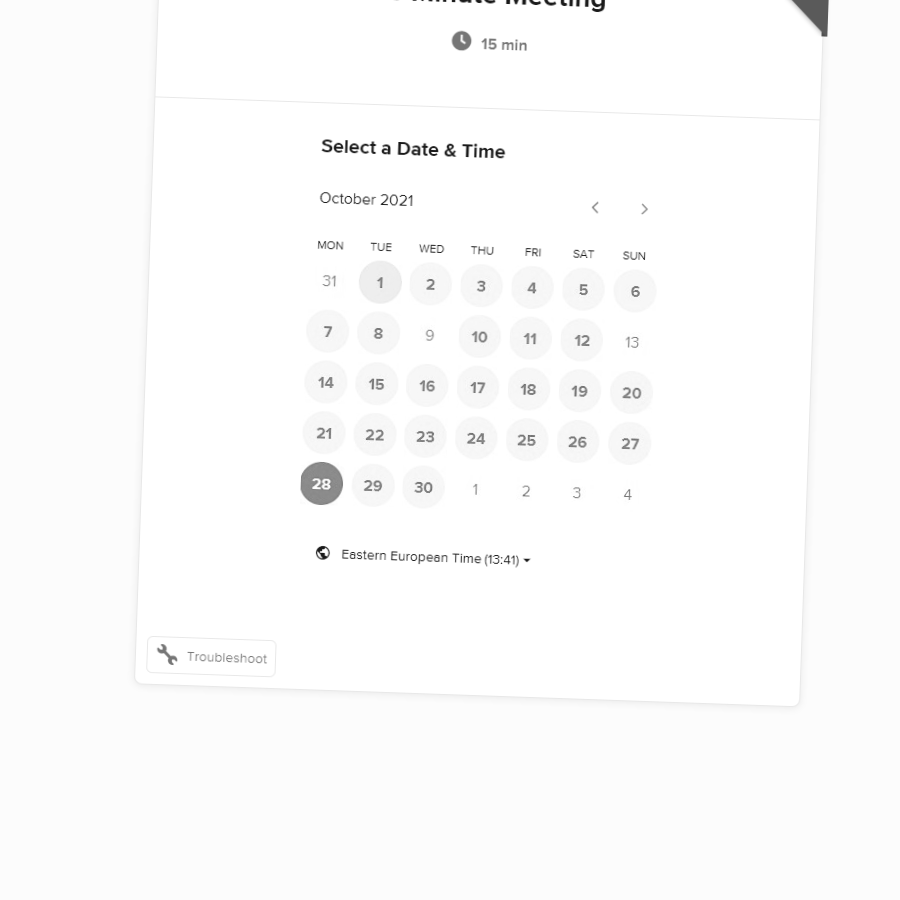 Meeting
15 min
Select a Date & Time
October 2021
MON TUE WED THU FRI SAT SUN
31 1 2 3 4 5 6
7 8 9 10 11 12 13
14 15 16 17 18 19 20
21 22 23 24 25 26 27
28 29 30 1 2 3 4
Eastern European Time (13:41)
Troubleshoot